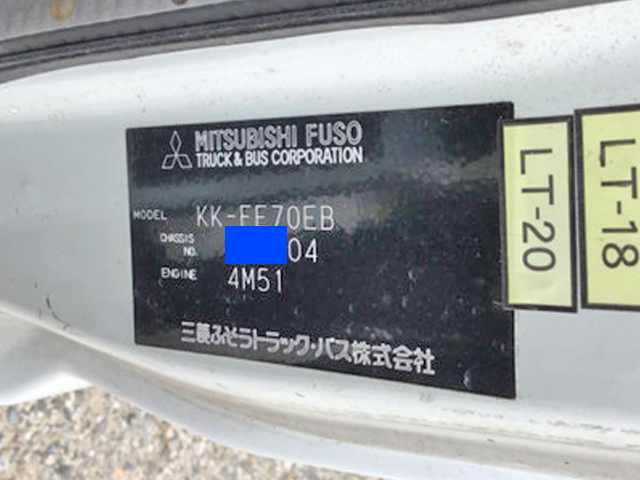 MITSUBISHI FUSO
TRUCK & BUS CORPORATION
MODEL KK-FE70EB
CHASSIS NO. 04
ENGINE 4M51
三菱ふそうトラック・バス株式会社
LT-20
LT-18